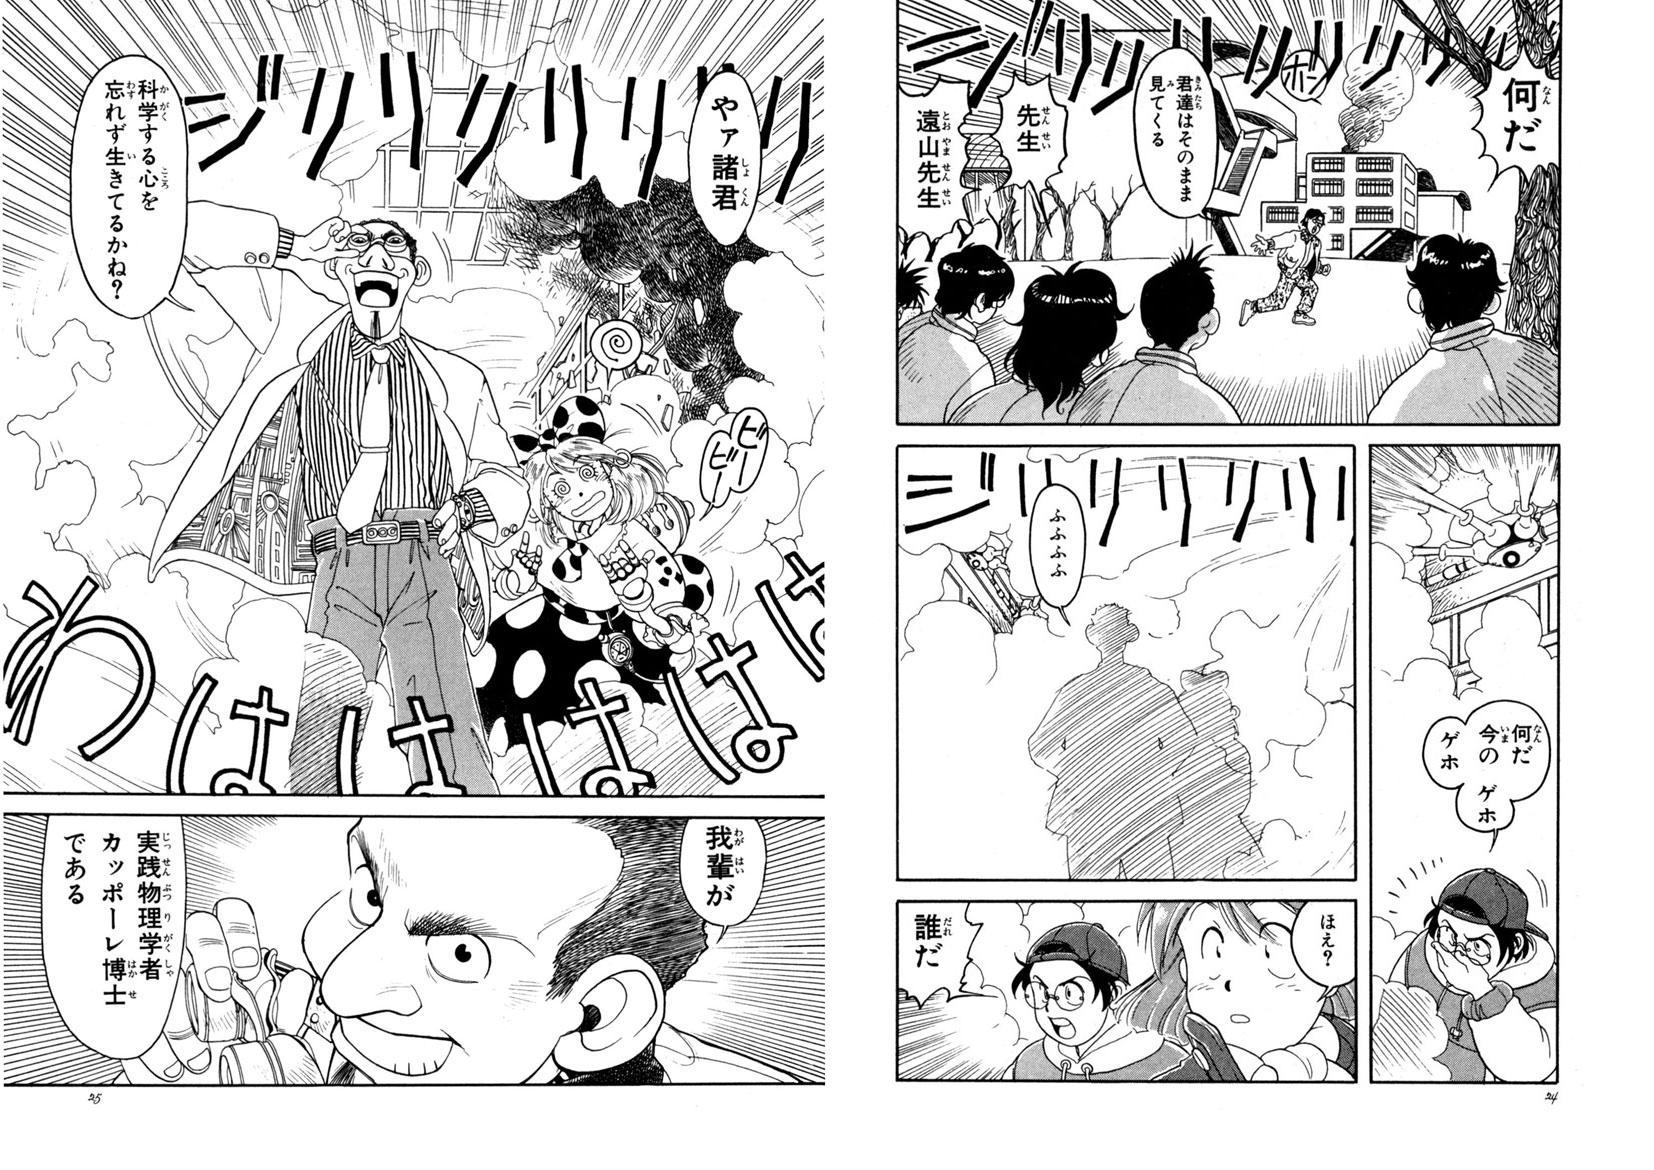 何だ
ボン
ジリリリリリリリ
君達はそのまま
見てくる
先生
遠山先生
何だ
今の
ゲホ
ゲホ
ジリリリリリ
ふふふふ
ほえ?
誰だ
24
やァ諸君
ジリリリリリリリ
科学する心を
忘れず生きてるかね?
ビー
ビー
わはははははは
我輩が
実践物理学者
カッポーレ博士
である
25